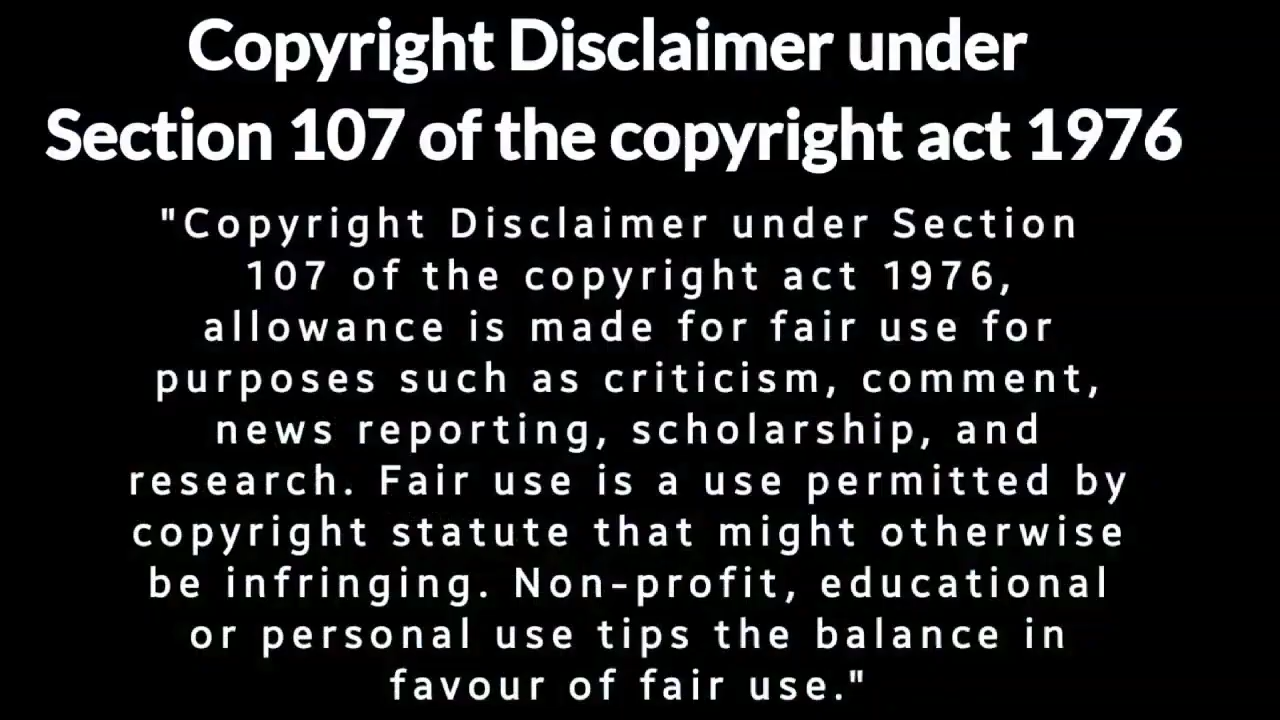 Copyright Disclaimer under
Section 107 of the copyright act 1976
"Copyright Disclaimer under Section
107 of the copyright act 1976,
allowance is made for fair use for
purposes such as criticism, comment,
news reporting, scholarship, and
research. Fair use is a use permitted by
copyright statute that might otherwise
be infringing. Non-profit, educational
or personal use tips the balance in
favour of fair use."